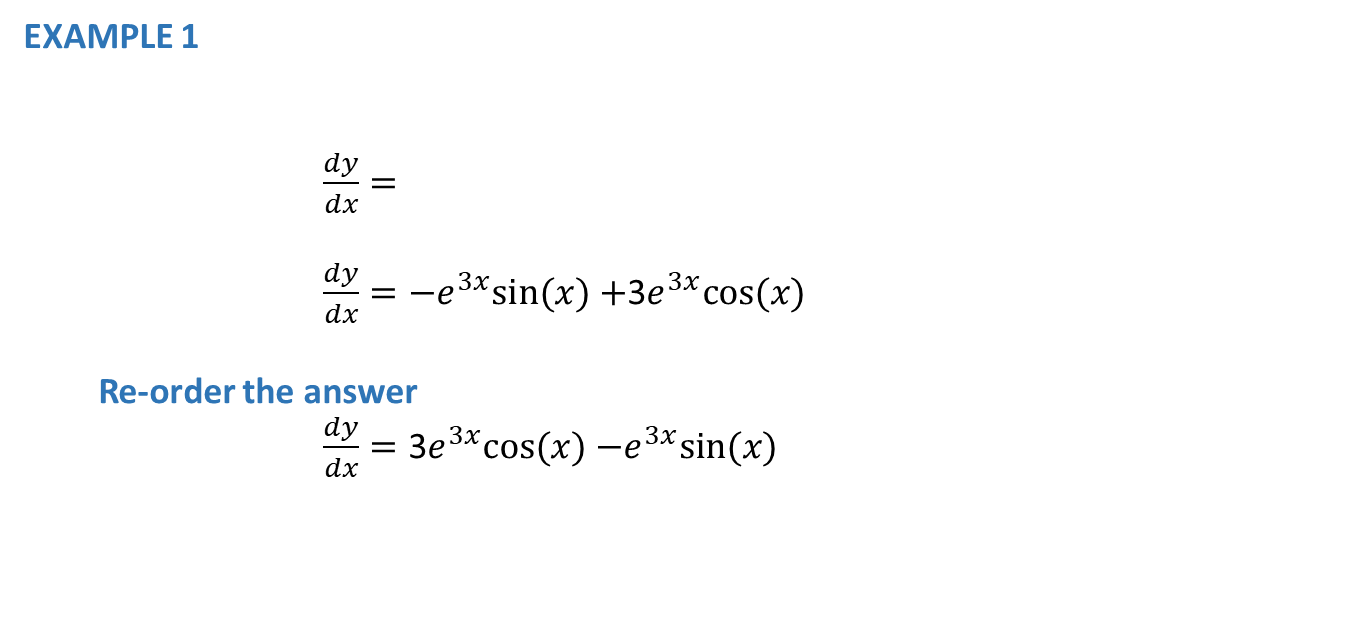 EXAMPLE 1
dy/dx =
dy/dx = −e^{3x} sin(x) +3e^{3x} cos(x)
Re-order the answer
dy/dx = 3e^{3x} cos(x) −e^{3x} sin(x)